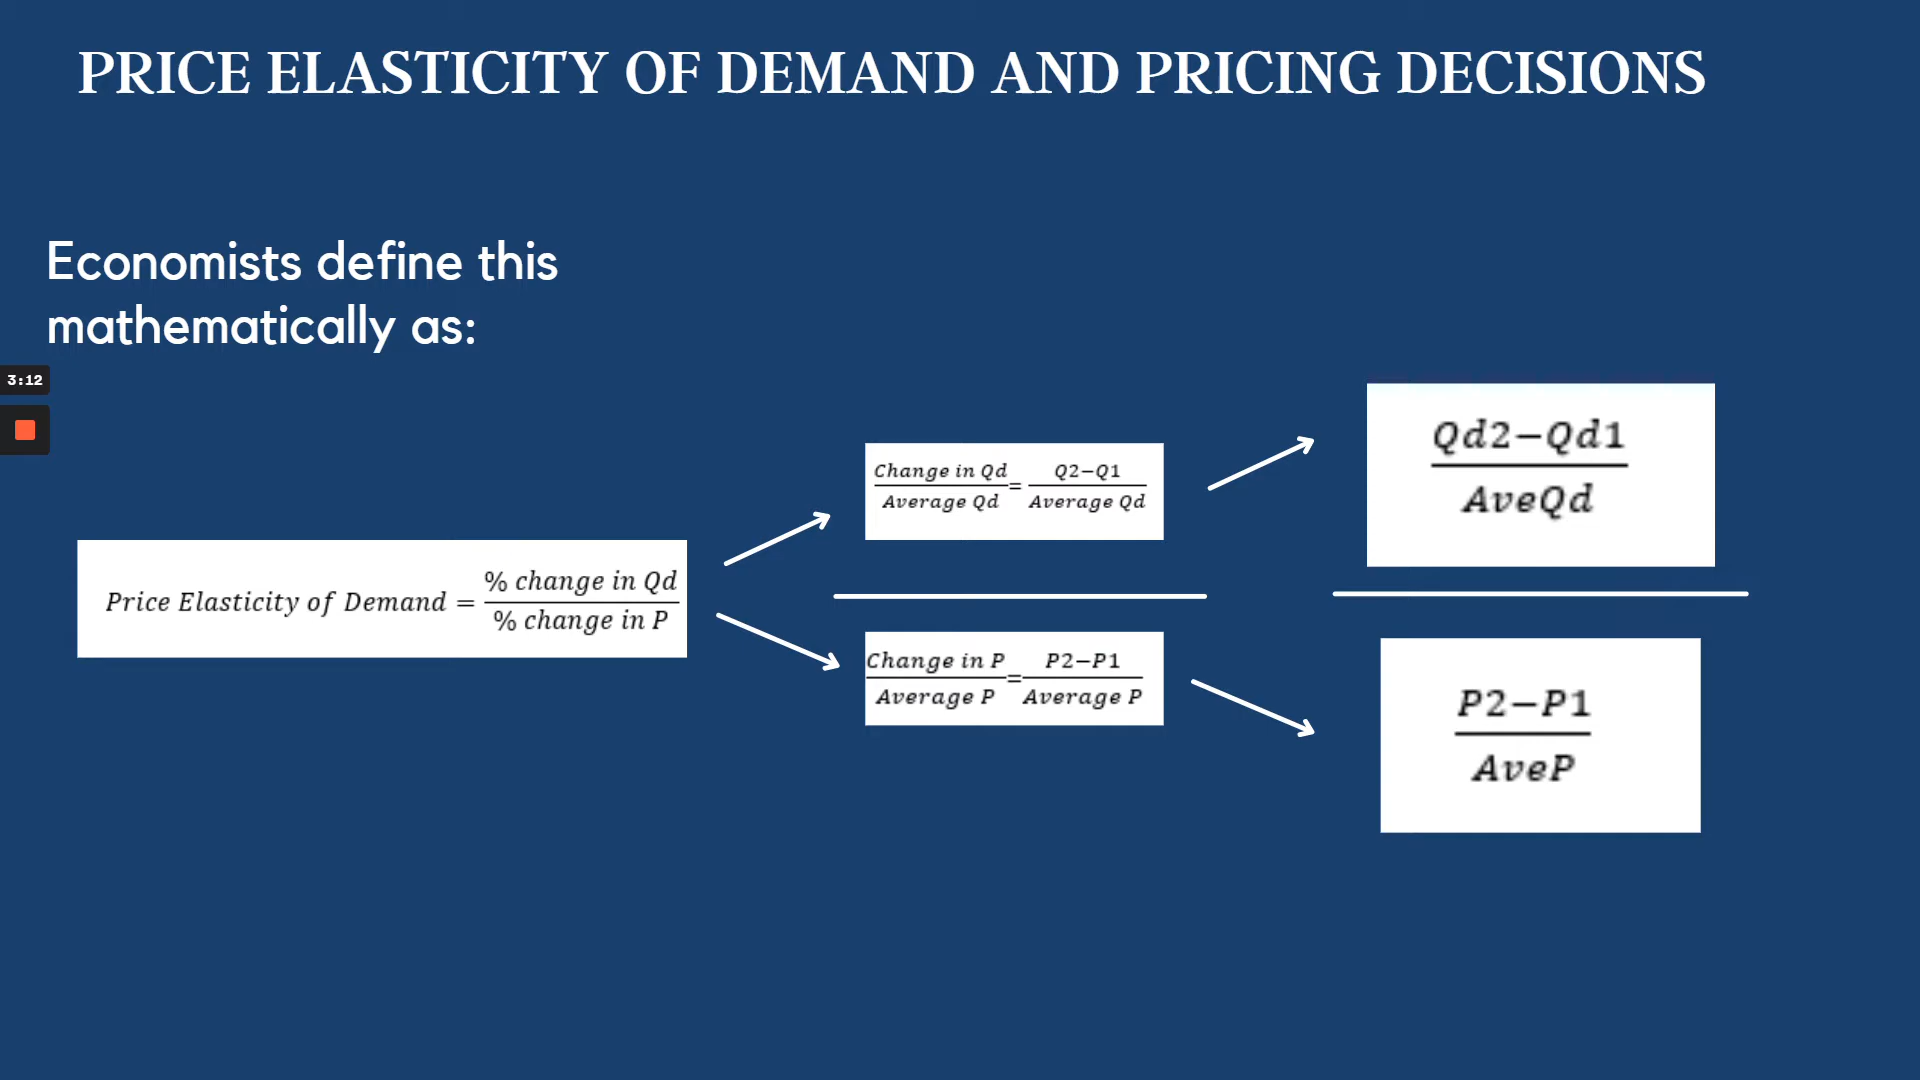 PRICE ELASTICITY OF DEMAND AND PRICING DECISIONS
Economists define this
mathematically as:
3:12
Price Elasticity of Demand = % change in Qd / % change in P
Change in Qd / Average Qd = Q2−Q1 / Average Qd
Change in P / Average P = P2−P1 / Average P
Qd2−Qd1
AveQd
P2−P1
AveP